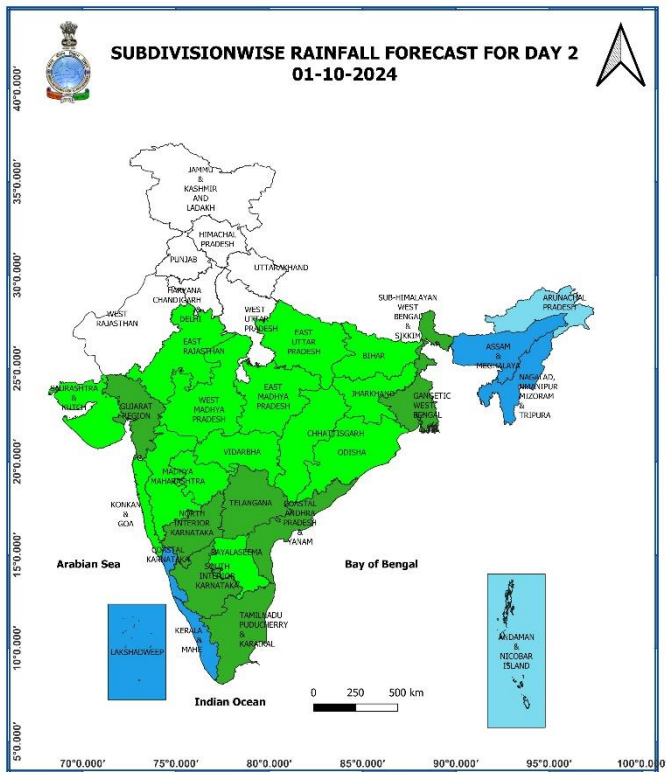 SUBDIVISIONWISE RAINFALL FORECAST FOR DAY 2
01-10-2024
40°0.000'
35°0.000'
30°0.000'
25°0.000'
20°0.000'
15°0.000'
10°0.000'
5°0.000'
JAMMU
&
KASHMIR
AND
LADAKH
HIMACHAL
PRADESH
PUNJAB
UTTARAKHAND
HARYANA
CHANDIGARH
&
DELHI
WEST
RAJASTHAN
WEST
UTTAR
PRADESH
SUB-HIMALAYAN
WEST
BENGAL
&
SIKKIM
ARUNACHAL
PRADESH
EAST
RAJASTHAN
EAST
UTTAR
PRADESH
BIHAR
ASSAM
&
MEGHALAYA
SAURASHTRA
&
KUTCH
GUJARAT
REGION
WEST
MADHYA
PRADESH
EAST
MADHYA
PRADESH
JHARKHAND
GANGETIC
WEST
BENGAL
MIZORAM
&
TRIPURA
CHHATTISGARH
VIDARBHA
ODISHA
MADHYA
MAHARASHTRA
KONKAN
&
GOA
TELANGANA
NORTH
INTERIOR
KARNATAKA
COASTAL
ANDHRA
PRADESH
&
YANAM
COASTAL
KARNATAKA
RAYALASEEMA
SOUTH
INTERIOR
KARNATAKA
Arabian Sea
Bay of Bengal
TAMILNADU
PUDUCHERRY
&
KARAIKAL
KERALA
&
MAHE
LAKSHADWEEP
ANDAMAN
&
NICOBAR
ISLAND
Indian Ocean
0 250 500 km
70°0.000' 75°0.000' 80°0.000' 85°0.000' 90°0.000' 95°0.000' 100°0.000'